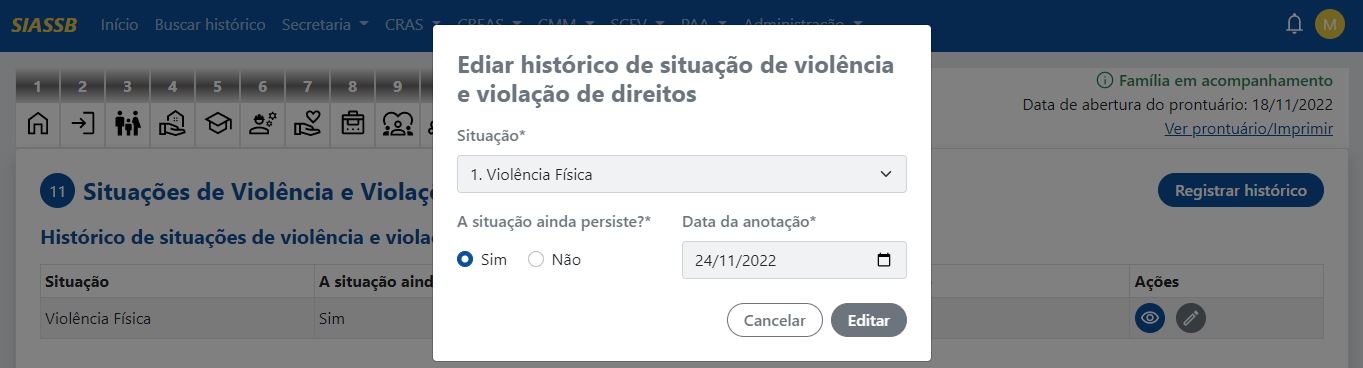 SIASSB Início Buscar histórico Secretaria CRAS CREAS CMM SCFV PAA Administração M
Ediar histórico de situação de violência
e violação de direitos
1 2 3 4 5 6 7 8 9
Família em acompanhamento
Data de abertura do prontuário: 18/11/2022
Ver prontuário/Imprimir
Situação*
1. Violência Física
11 Situações de Violência e
Registrar histórico
A situação ainda persiste?* Data da anotação*
Histórico de situações de violência e
Sim Não 24/11/2022
Situação A situação Ações
Violência Física Sim
Cancelar Editar